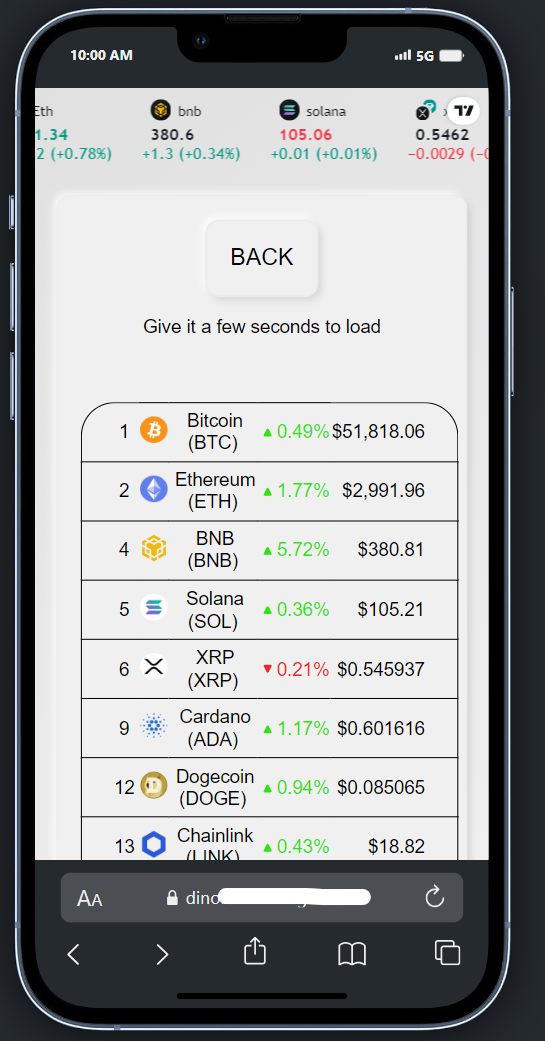 10:00 AM
5G
Eth
bnb
solana
1.34
380.6
105.06
0.5462
2 (+0.78%)
+1.3 (+0.34%)
+0.01 (+0.01%)
−0.0029
BACK
Give it a few seconds to load
1 Bitcoin (BTC) ▲ 0.49% $51,818.06
2 Ethereum (ETH) ▲ 1.77% $2,991.96
4 BNB (BNB) ▲ 5.72% $380.81
5 Solana (SOL) ▲ 0.36% $105.21
6 XRP (XRP) ▼ 0.21% $0.545937
9 Cardano (ADA) ▲ 1.17% $0.601616
12 Dogecoin (DOGE) ▲ 0.94% $0.085065
13 Chainlink (LINK) ▲ 0.43% $18.82
AA
dino